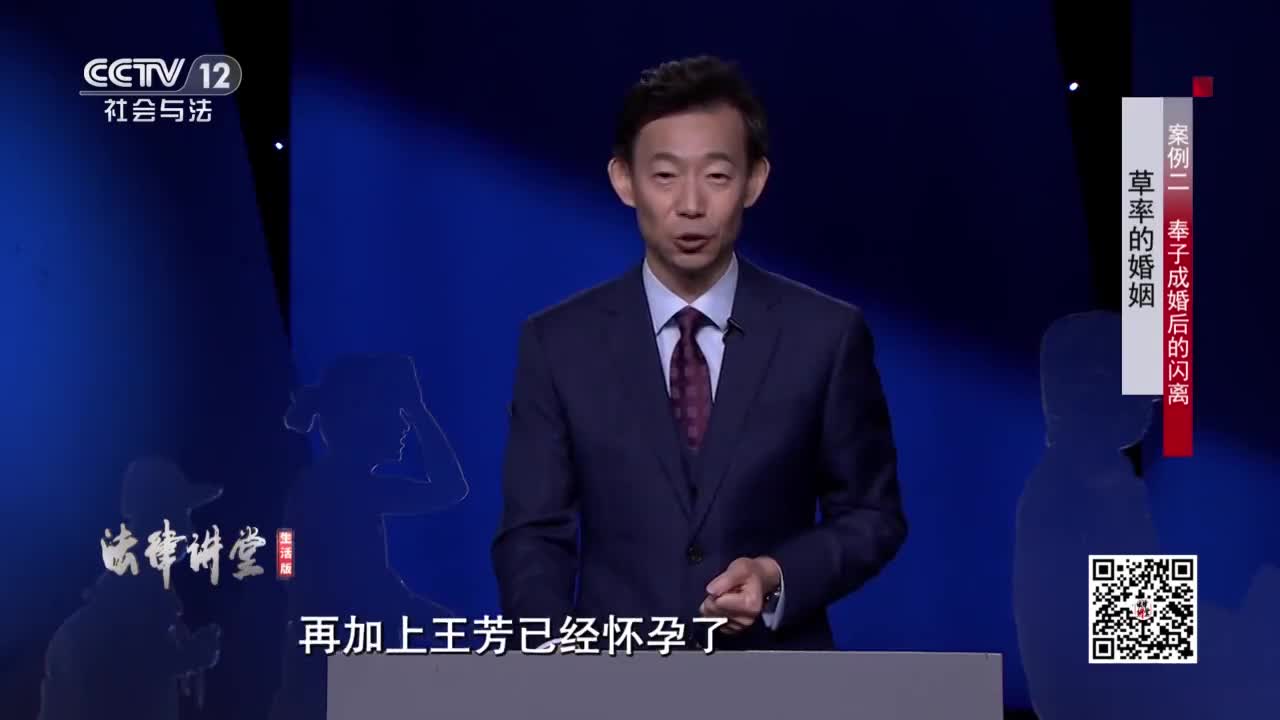 CCTV 12
社会与法
案例二 奉子成婚后的闪离
草率的婚姻
法律讲堂
生活版
再加上王芳已经怀孕了